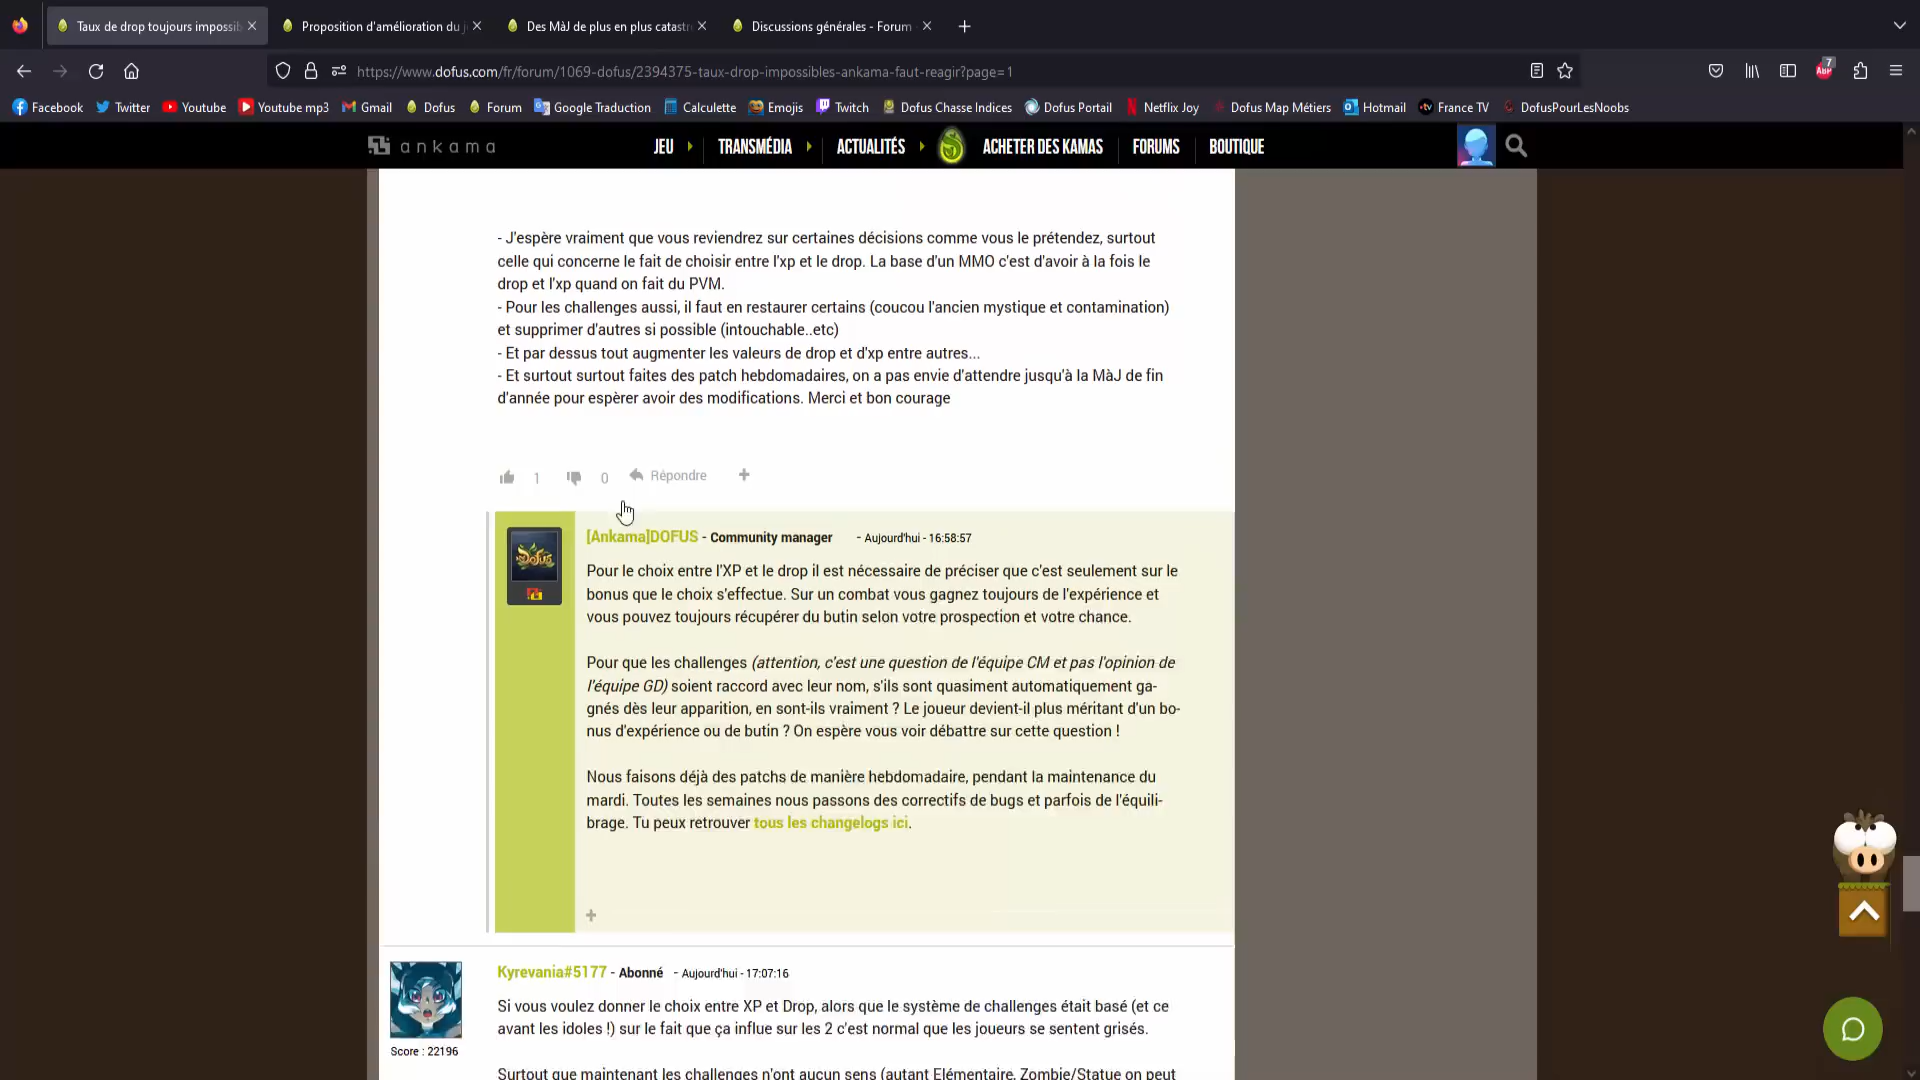 Taux de drop toujours impossib
Proposition d'amélioration du j
Des MàJ de plus en plus catastr
Discussions générales - Forum
https://www.dofus.com/fr/forum/1069-dofus/2394375-taux-drop-impossibles-ankama-faut-reagir?page=1
7
ABP
Facebook
Twitter
Youtube
Youtube mp3
Gmail
Dofus
Forum
Google Traduction
Calculette
Emojis
Twitch
Dofus Chasse Indices
Dofus Portail
Netflix Joy
Dofus Map Métiers
Hotmail
France TV
DofusPourLesNoobs
ankama
JEU
TRANSMÉDIA
ACTUALITÉS
ACHETER DES KAMAS
FORUMS
BOUTIQUE
- J'espère vraiment que vous reviendrez sur certaines décisions comme vous le prétendez, surtout
celle qui concerne le fait de choisir entre l'xp et le drop. La base d'un MMO c'est d'avoir à la fois le
drop et l'xp quand on fait du PVM.
- Pour les challenges aussi, il faut en restaurer certains (coucou l'ancien mystique et contamination)
et supprimer d'autres si possible (intouchable..etc)
- Et par dessus tout augmenter les valeurs de drop et d'xp entre autres...
- Et surtout surtout faites des patch hebdomadaires, on a pas envie d'attendre jusqu'à la MàJ de fin
d'année pour espèrer avoir des modifications. Merci et bon courage
1 0 Répondre +
[Ankama]DOFUS - Community manager - Aujourd'hui - 16:58:57
Pour le choix entre l'XP et le drop il est nécessaire de préciser que c'est seulement sur le
bonus que le choix s'effectue. Sur un combat vous gagnez toujours de l'expérience et
vous pouvez toujours récupérer du butin selon votre prospection et votre chance.
Pour que les challenges (attention, c'est une question de l'équipe CM et pas l'opinion de
l'équipe GD) soient raccord avec leur nom, s'ils sont quasiment automatiquement ga-
gnés dès leur apparition, en sont-ils vraiment ? Le joueur devient-il plus méritant d'un bo-
nus d'expérience ou de butin ? On espère vous voir débattre sur cette question !
Nous faisons déjà des patchs de manière hebdomadaire, pendant la maintenance du
mardi. Toutes les semaines nous passons des correctifs de bugs et parfois de l'équili-
brage. Tu peux retrouver tous les changelogs ici.
+
Kyrevania#5177 - Abonné - Aujourd'hui - 17:07:16
Si vous voulez donner le choix entre XP et Drop, alors que le système de challenges était basé (et ce
avant les idoles !) sur le fait que ça influe sur les 2 c'est normal que les joueurs se sentent grisés.
Score : 22196
Surtout que maintenant les challenges n'ont aucun sens (autant Elémentaire, Zombie/Statue on peut